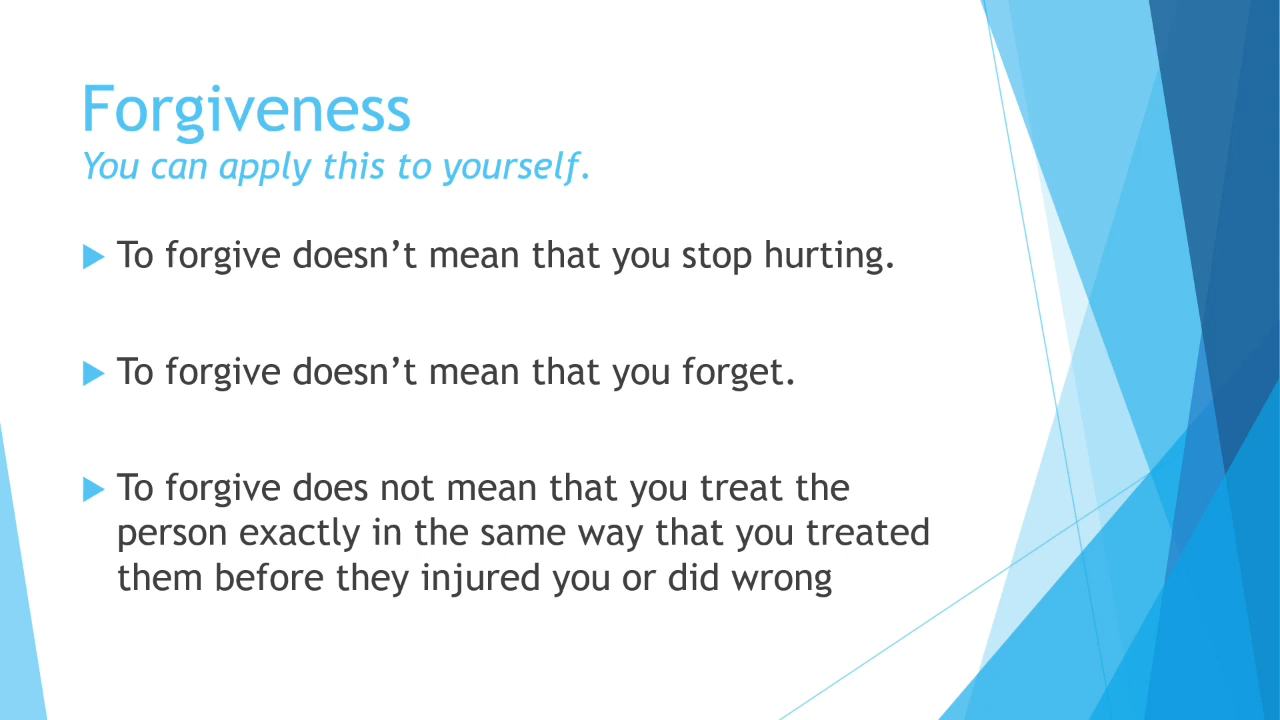 Forgiveness
You can apply this to yourself.
To forgive doesn’t mean that you stop hurting.
To forgive doesn’t mean that you forget.
To forgive does not mean that you treat the
person exactly in the same way that you treated
them before they injured you or did wrong